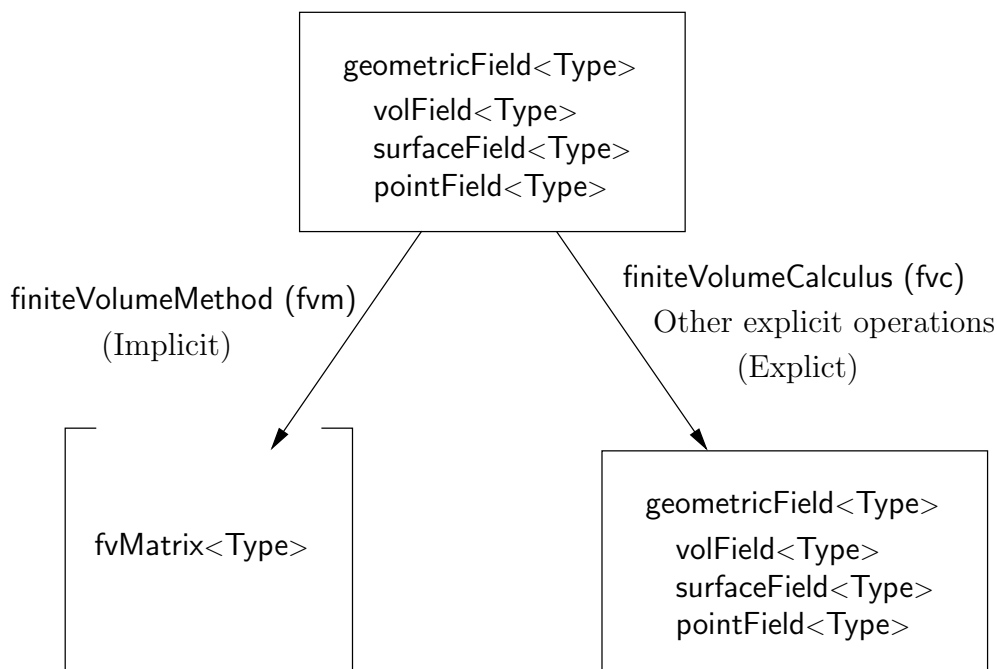 geometricField<Type>
volField<Type>
surfaceField<Type>
pointField<Type>
finiteVolumeMethod (fvm)
(Implicit)
finiteVolumeCalculus (fvc)
Other explicit operations
(Explict)
fvMatrix<Type>
geometricField<Type>
volField<Type>
surfaceField<Type>
pointField<Type>